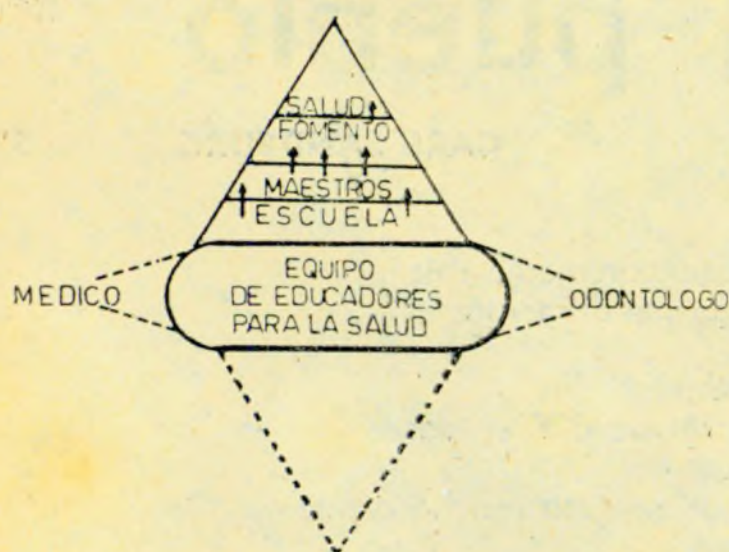 SALUD
FOMENTO
MAESTROS
ESCUELA
EQUIPO
DE EDUCADORES
PARA LA SALUD
MEDICO
ODONTOLOGO